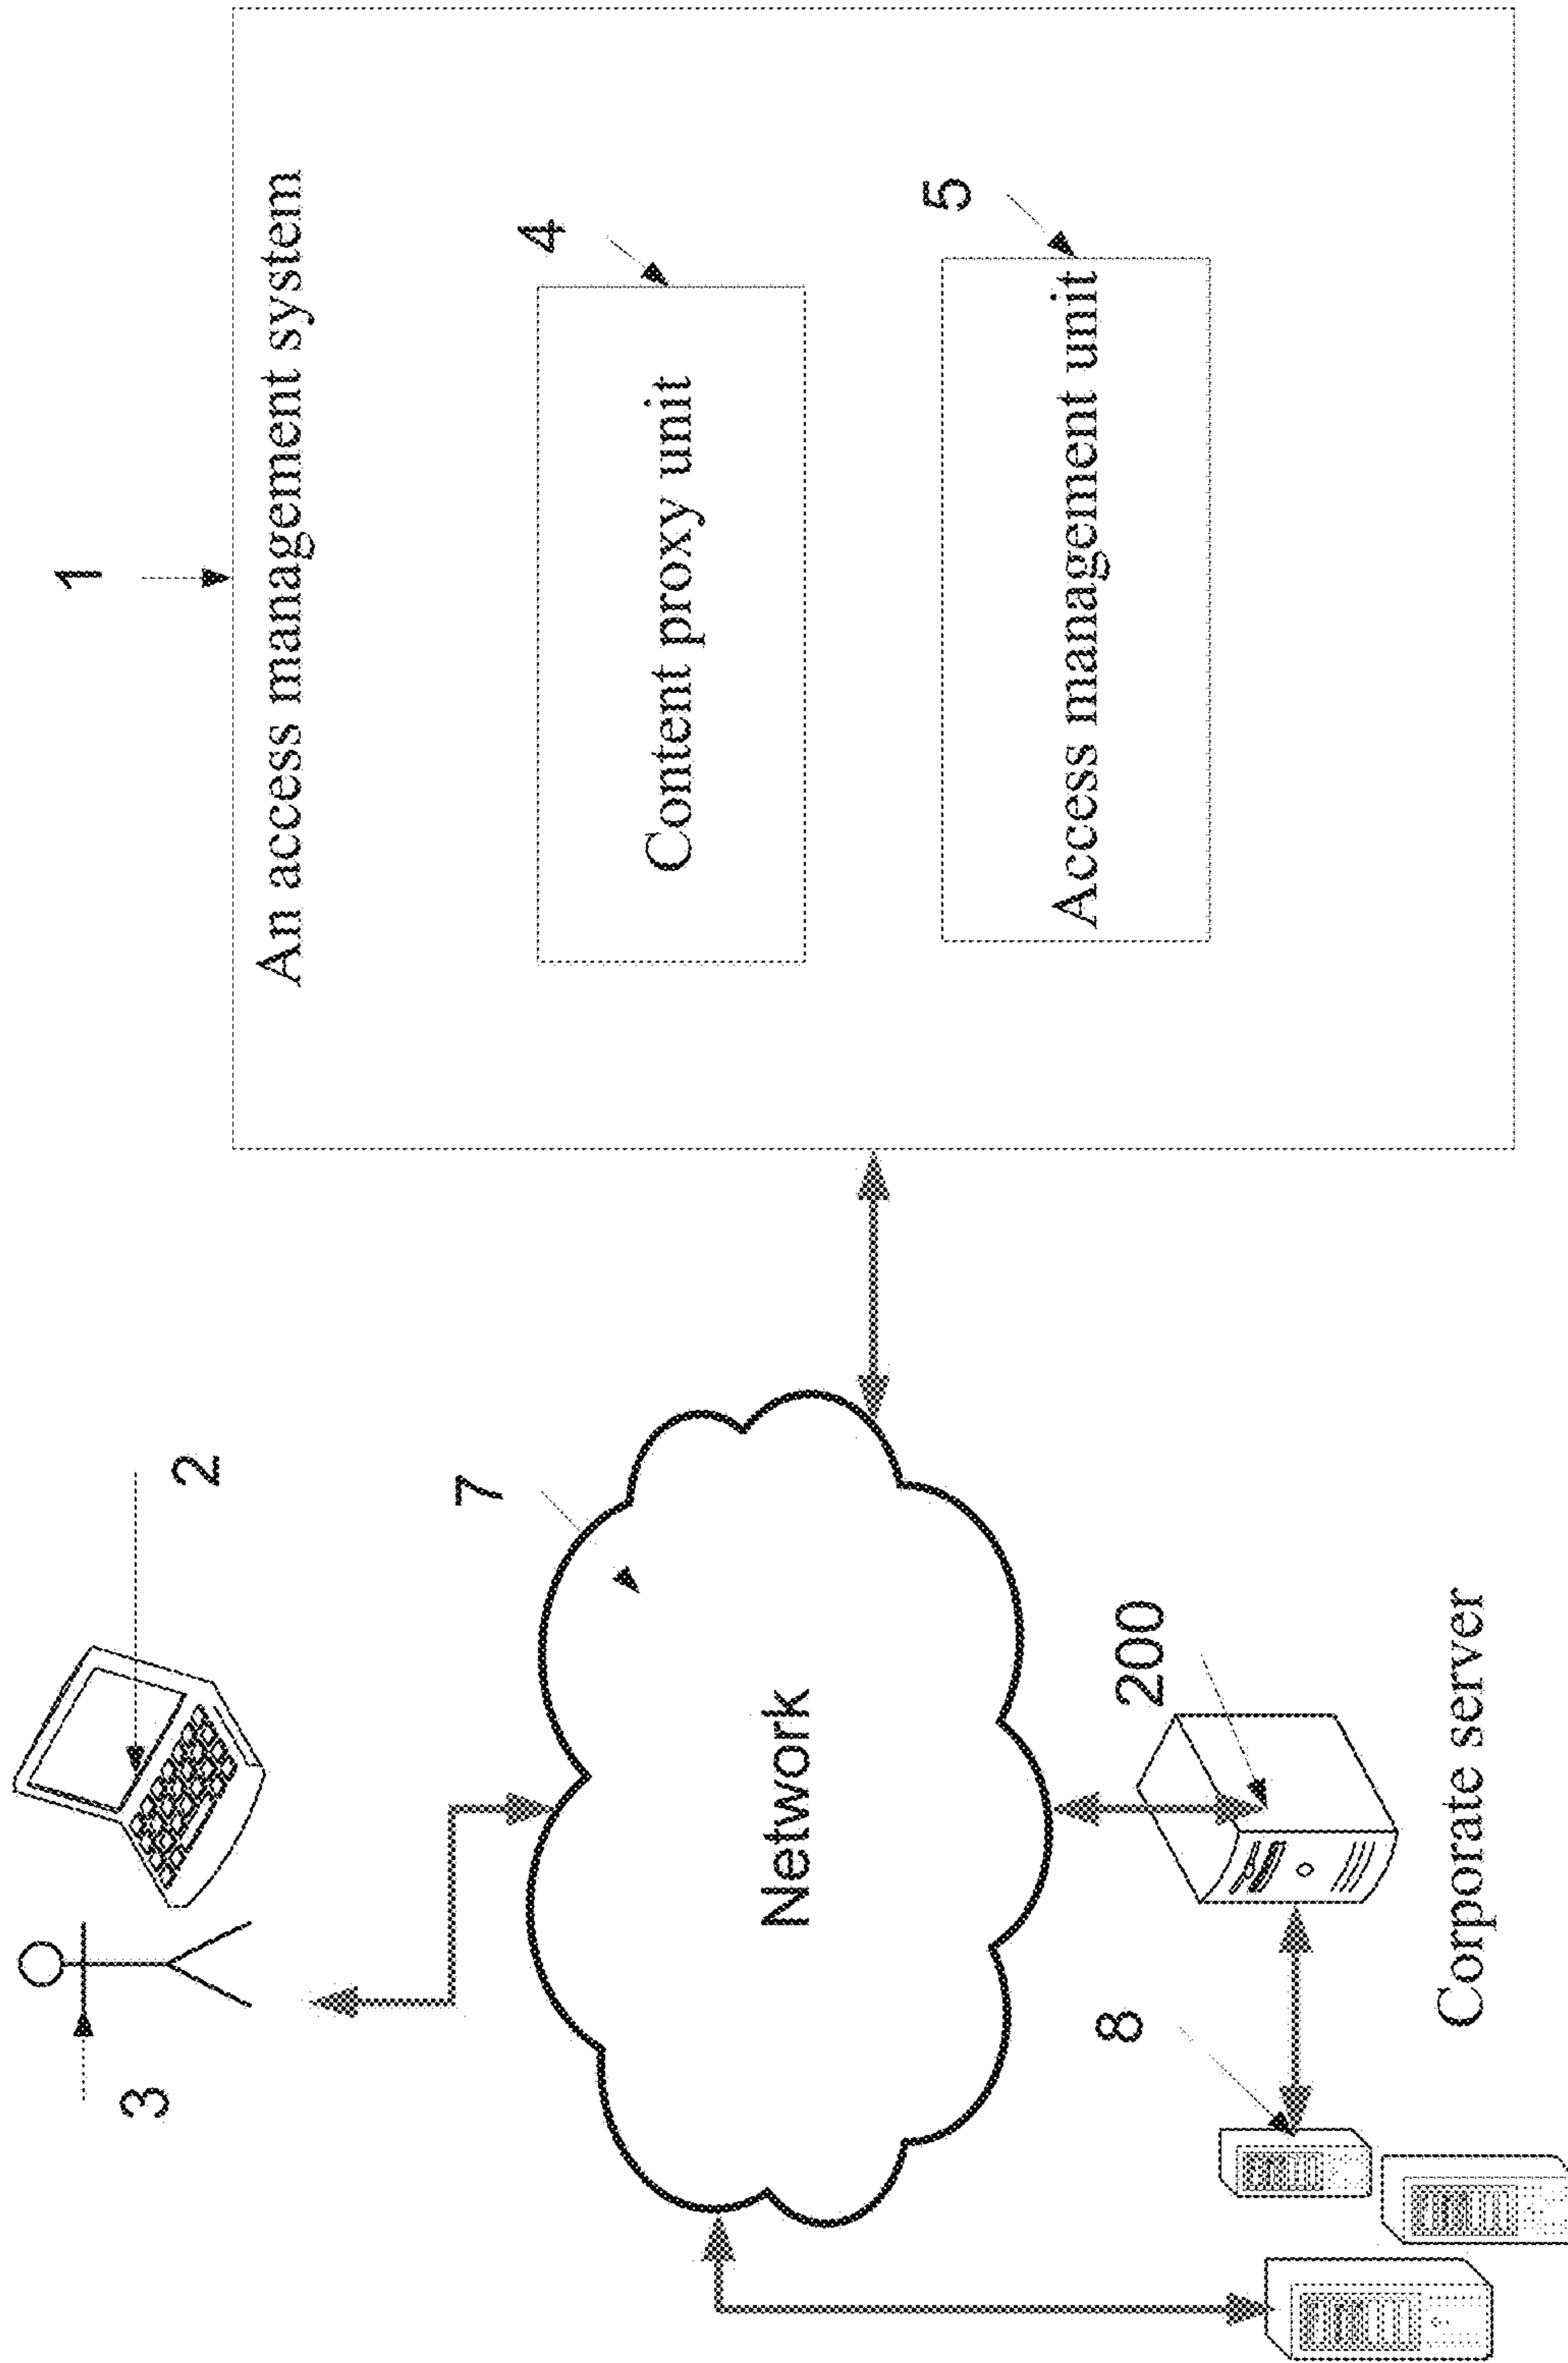 1
An access management system
4
Content proxy unit
5
Access management unit
2
3
7
Network
200
8
Corporate server